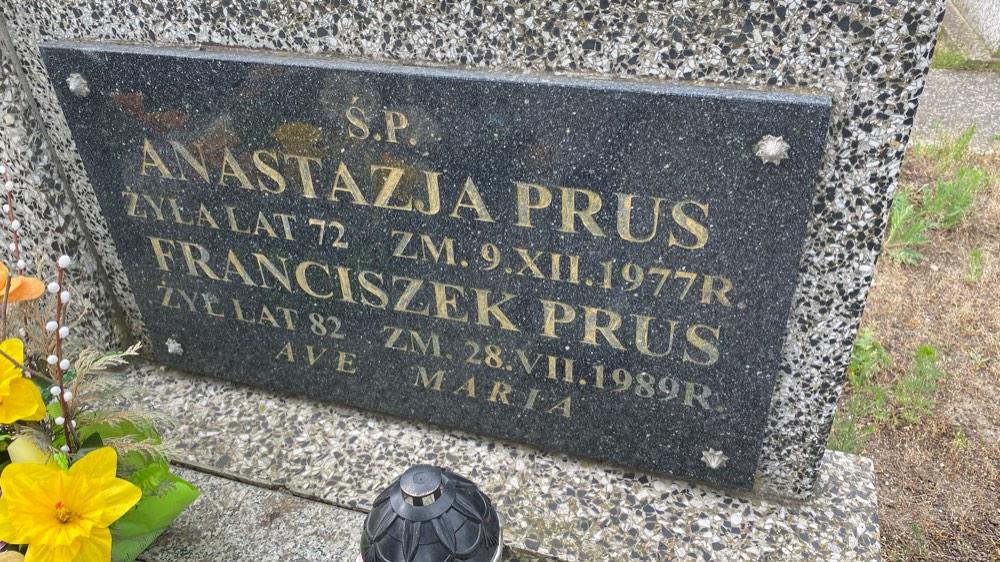 Ś.P.
ANASTAZJA PRUS
ŻYŁA LAT 72 ZM. 9.XII.1977R.
FRANCISZEK PRUS
ŻYŁ LAT 82 ZM. 28.VII.1989R.
AVE MARIA